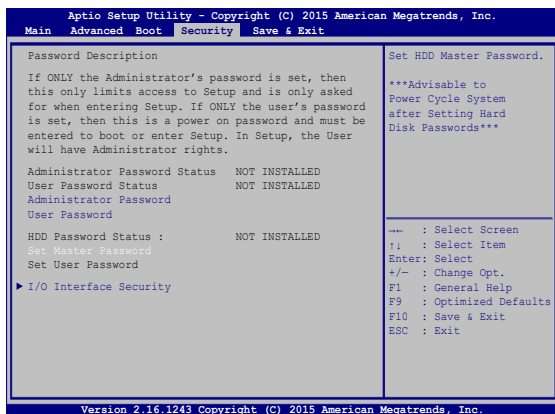 Aptio Setup Utility - Copyright (C) 2015 American Megatrends, Inc.
Main Advanced Boot Security Save & Exit
Password Description
If ONLY the Administrator's password is set, then
this only limits access to Setup and is only asked
for when entering Setup. If ONLY the user's password
is set, then this is a power on password and must be
entered to boot or enter Setup. In Setup, the User
will have Administrator rights.
Administrator Password Status NOT INSTALLED
User Password Status NOT INSTALLED
Administrator Password
User Password
HDD Password Status : NOT INSTALLED
Set Master Password
Set User Password
▶ I/O Interface Security
Set HDD Master Password.
***Advisable to
Power Cycle System
after Setting Hard
Disk Passwords***
→← : Select Screen
↑↓ : Select Item
Enter: Select
+/— : Change Opt.
F1 : General Help
F9 : Optimized Defaults
F10 : Save & Exit
ESC : Exit
Version 2.16.1243 Copyright (C) 2015 American Megatrends, Inc.